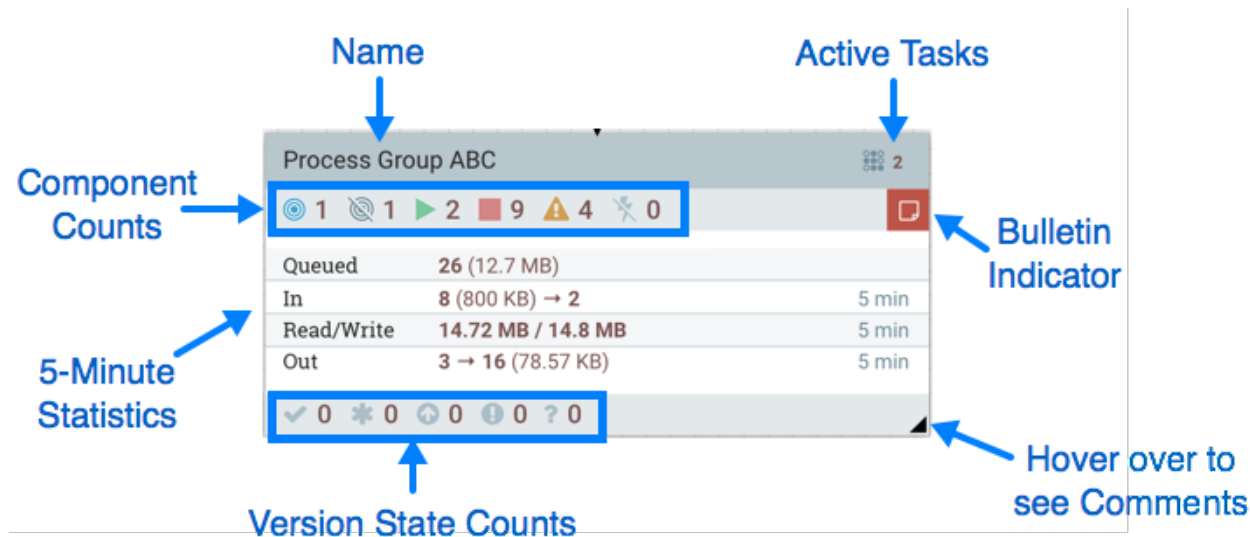 Name
Active Tasks
Process Group ABC
2
Component
Counts
1 1 2 9 4 0
Bulletin
Indicator
Queued 26 (12.7 MB)
In 8 (800 KB) → 2 5 min
Read/Write 14.72 MB / 14.8 MB 5 min
Out 3 → 16 (78.57 KB) 5 min
5-Minute
Statistics
0 0 0 0 ? 0
Hover over to
see Comments
Version State Counts